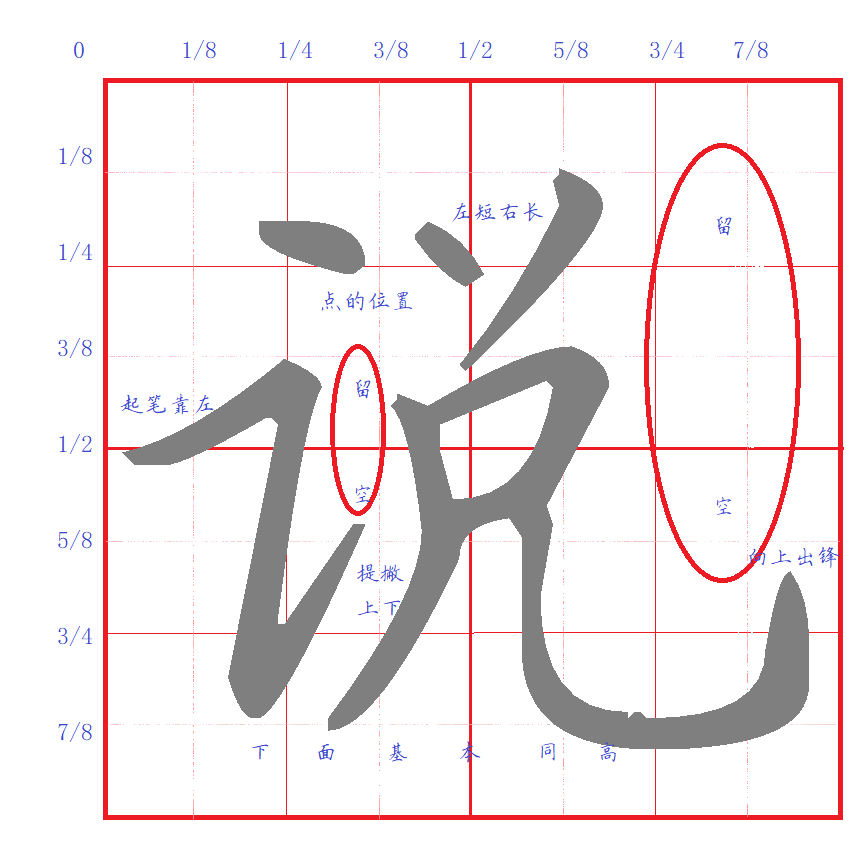 0 1/8 1/4 3/8 1/2 5/8 3/4 7/8
1/8
左短右长
留
1/4
点的位置
3/8
起笔靠左
留
1/2
空
空
5/8
向上出锋
提撇
上下
3/4
7/8
下面基本同高
说